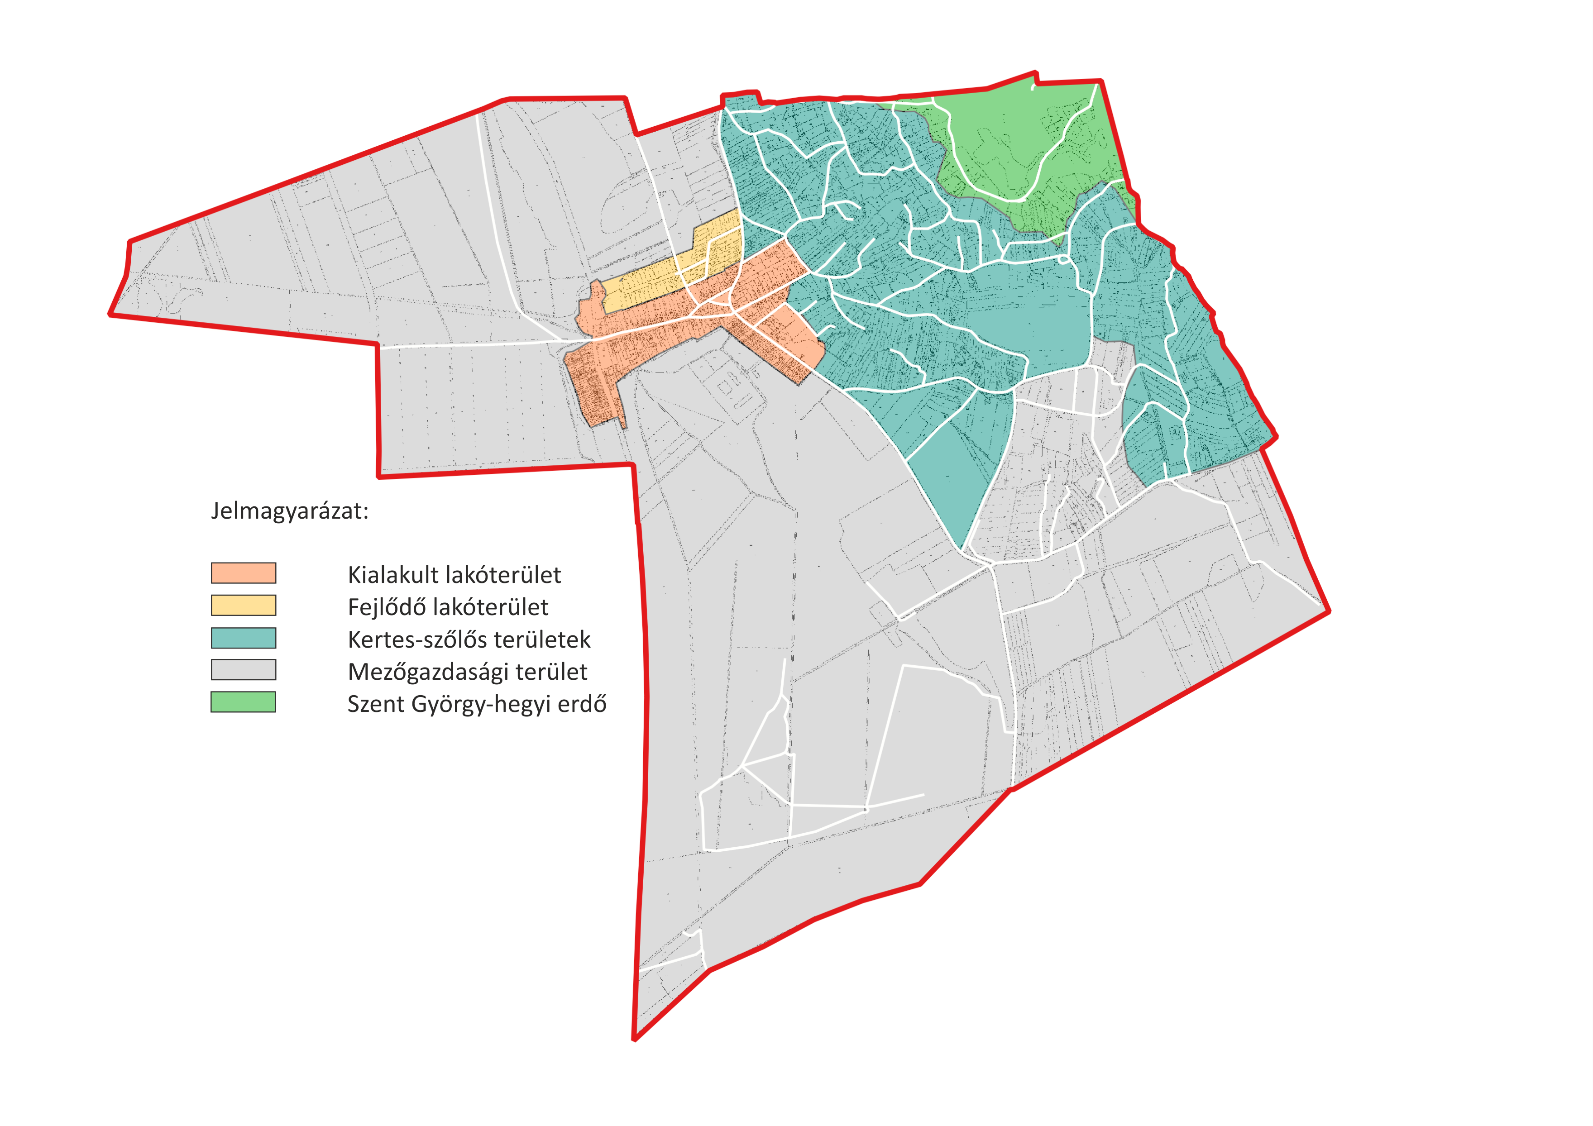 Jelmagyarázat:
Kialakult lakóterület
Fejlődő lakóterület
Kertes-szőlős területek
Mezőgazdasági terület
Szent György-hegyi erdő